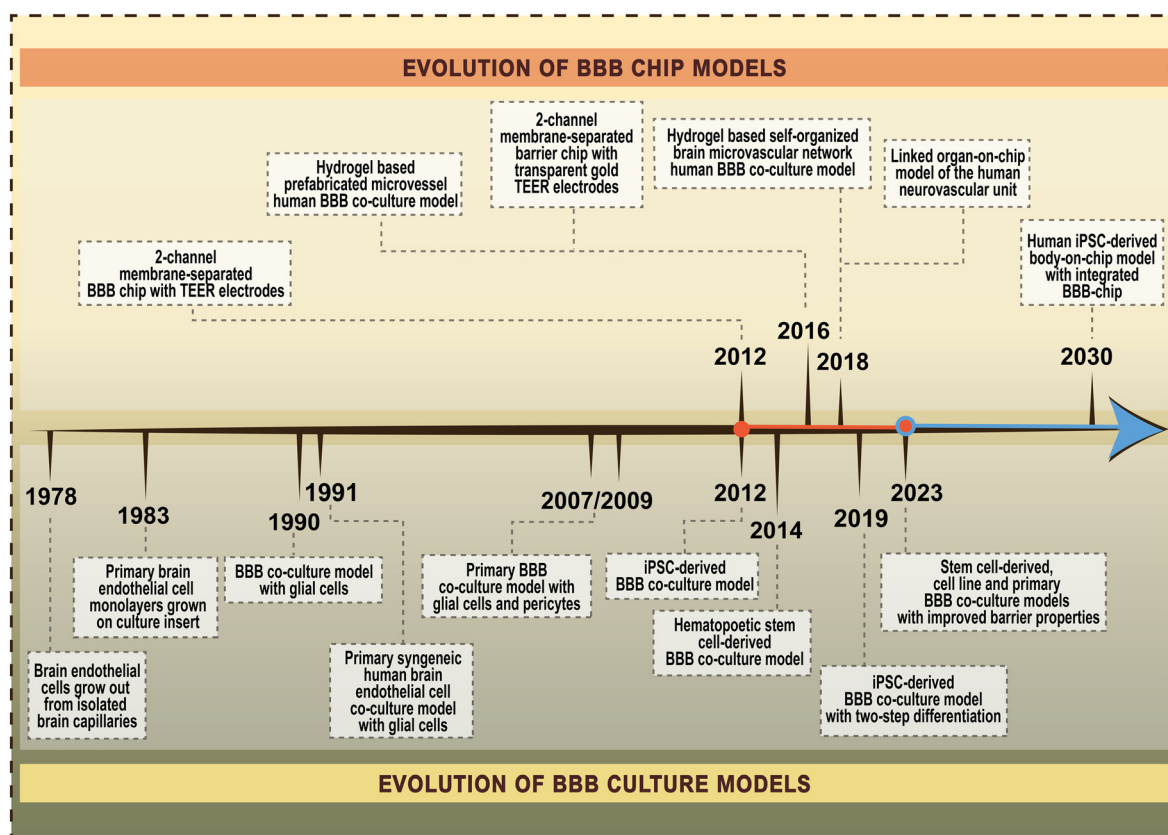 EVOLUTION OF BBB CHIP MODELS
2-channel
membrane-separated
BBB chip with TEER electrodes
Hydrogel based
prefabricated microvessel
human BBB co-culture model
2-channel
membrane-separated
barrier chip with
transparent gold
TEER electrodes
Hydrogel based self-organized
brain microvascular network
human BBB co-culture model
Linked organ-on-chip
model of the human
neurovascular unit
Human iPSC-derived
body-on-chip model
with integrated
BBB-chip
2012
2016
2018
2030
1978
1983
1990
1991
2007/2009
2012
2014
2019
2023
Brain endothelial
cells grow out
from isolated
brain capillaries
Primary brain
endothelial cell
monolayers grown
on culture insert
BBB co-culture model
with glial cells
Primary syngeneic
human brain
endothelial cell
co-culture model
with glial cells
Primary BBB
co-culture model with
glial cells and pericytes
iPSC-derived
BBB co-culture model
Hematopoetic stem
cell-derived
BBB co-culture model
iPSC-derived
BBB co-culture model
with two-step differentiation
Stem cell-derived,
cell line and primary
BBB co-culture models
with improved barrier properties
EVOLUTION OF BBB CULTURE MODELS